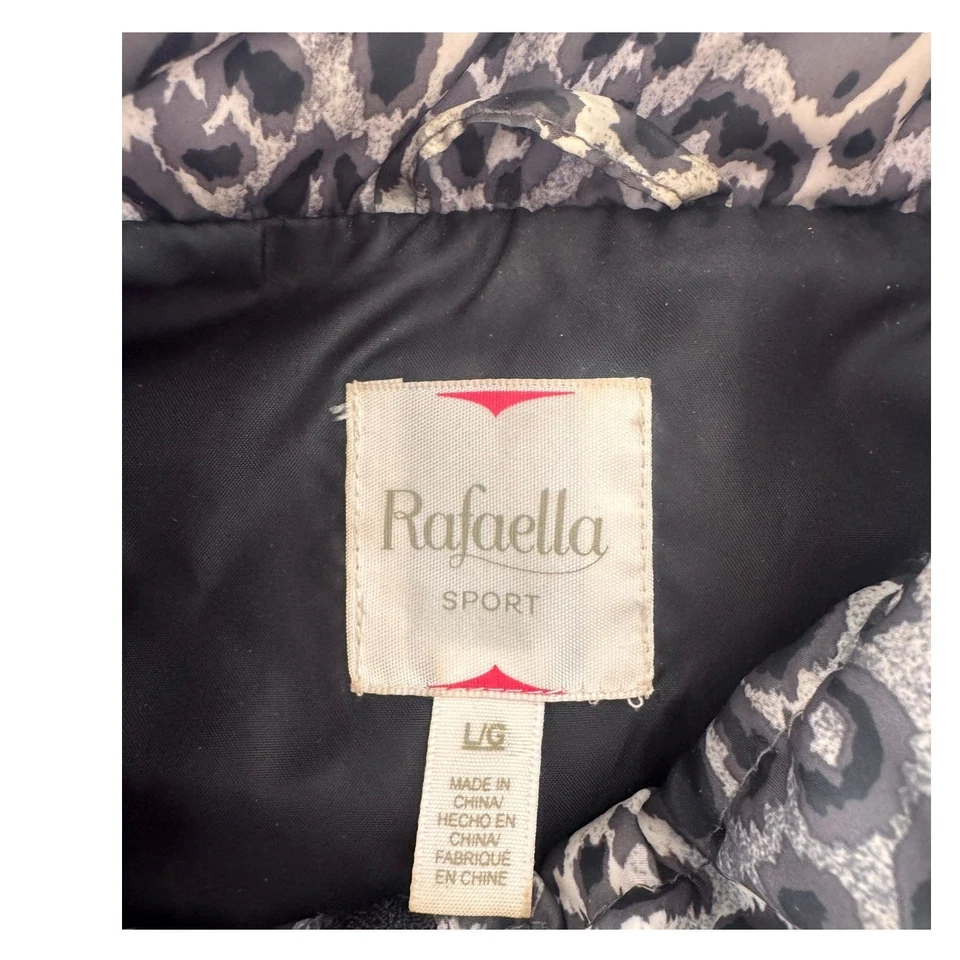 Rafaella
SPORT
L/G
MADE IN
CHINA/
HECHO EN
CHINA/
FABRIQUÉ
EN CHINE